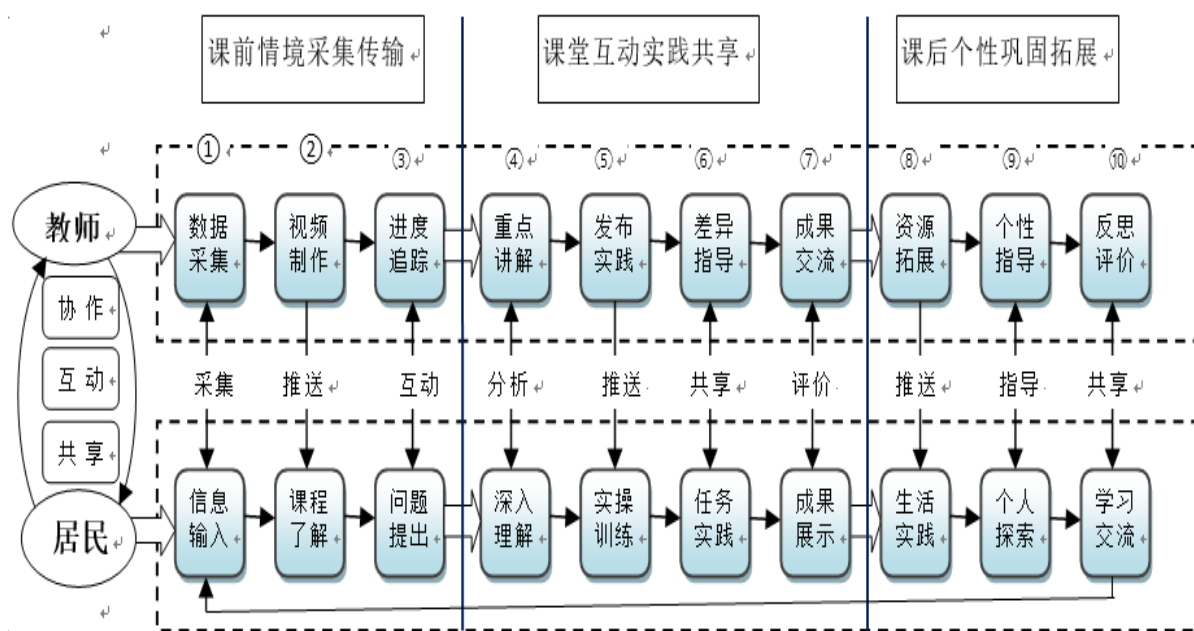 课前情境采集传输
课堂互动实践共享
课后个性巩固拓展
①
②
③
④
⑤
⑥
⑦
⑧
⑨
⑩
教师
数据
采集
视频
制作
进度
追踪
重点
讲解
发布
实践
差异
指导
成果
交流
资源
拓展
个性
指导
反思
评价
协作
互动
共享
采集
推送
互动
分析
推送
共享
评价
推送
指导
共享
居民
信息
输入
课程
了解
问题
提出
深入
理解
实操
训练
任务
实践
成果
展示
生活
实践
个人
探索
学习
交流